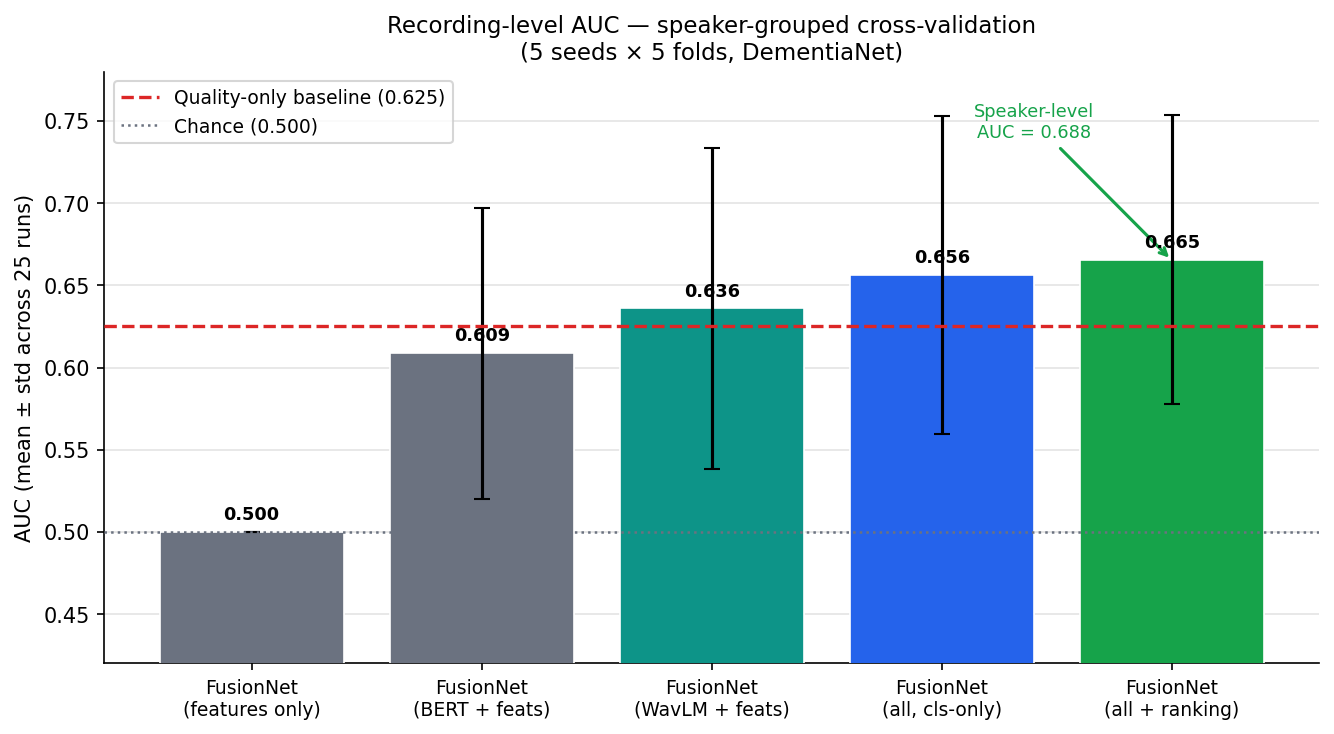 Recording-level AUC — speaker-grouped cross-validation
(5 seeds × 5 folds, DementiaNet)
Quality-only baseline (0.625)
Chance (0.500)
Speaker-level
AUC = 0.688
AUC (mean ± std across 25 runs)
0.75
0.70
0.65
0.60
0.55
0.50
0.45
0.500
0.609
0.636
0.656
0.665
FusionNet
(features only)
FusionNet
(BERT + feats)
FusionNet
(WavLM + feats)
FusionNet
(all, cls-only)
FusionNet
(all + ranking)